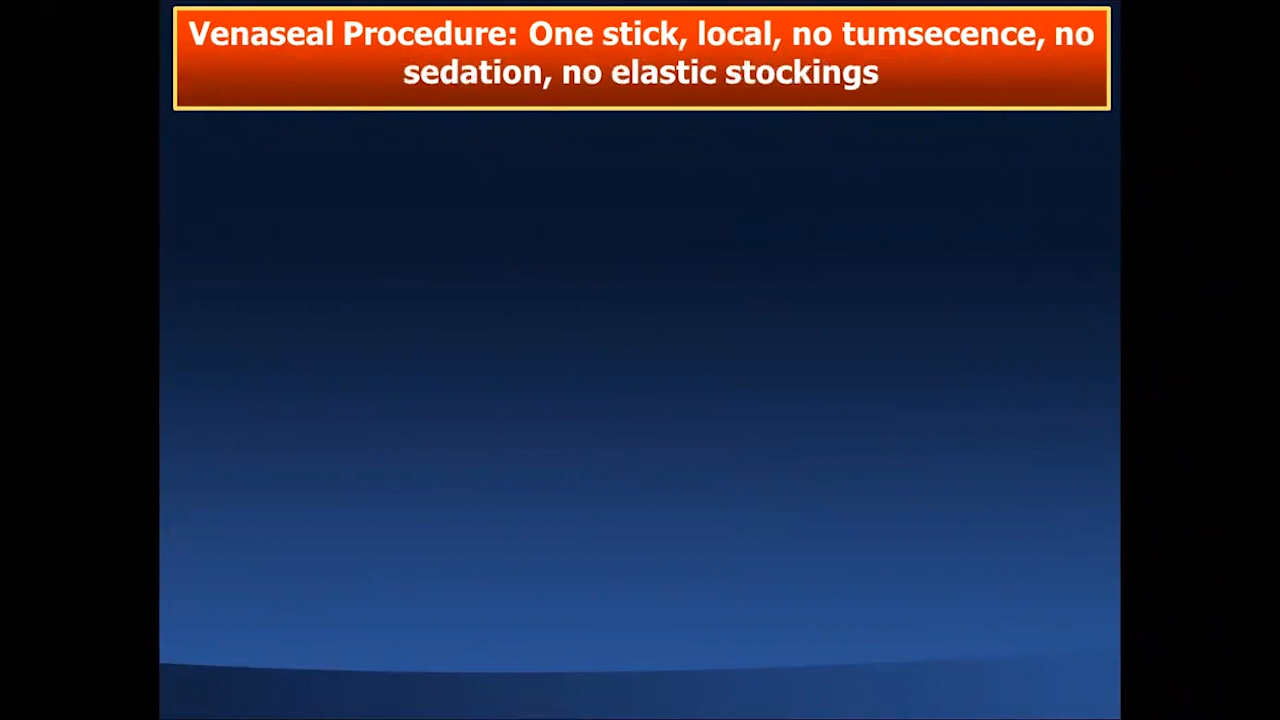 Venaseal Procedure: One stick, local, no tumsecence, no
sedation, no elastic stockings